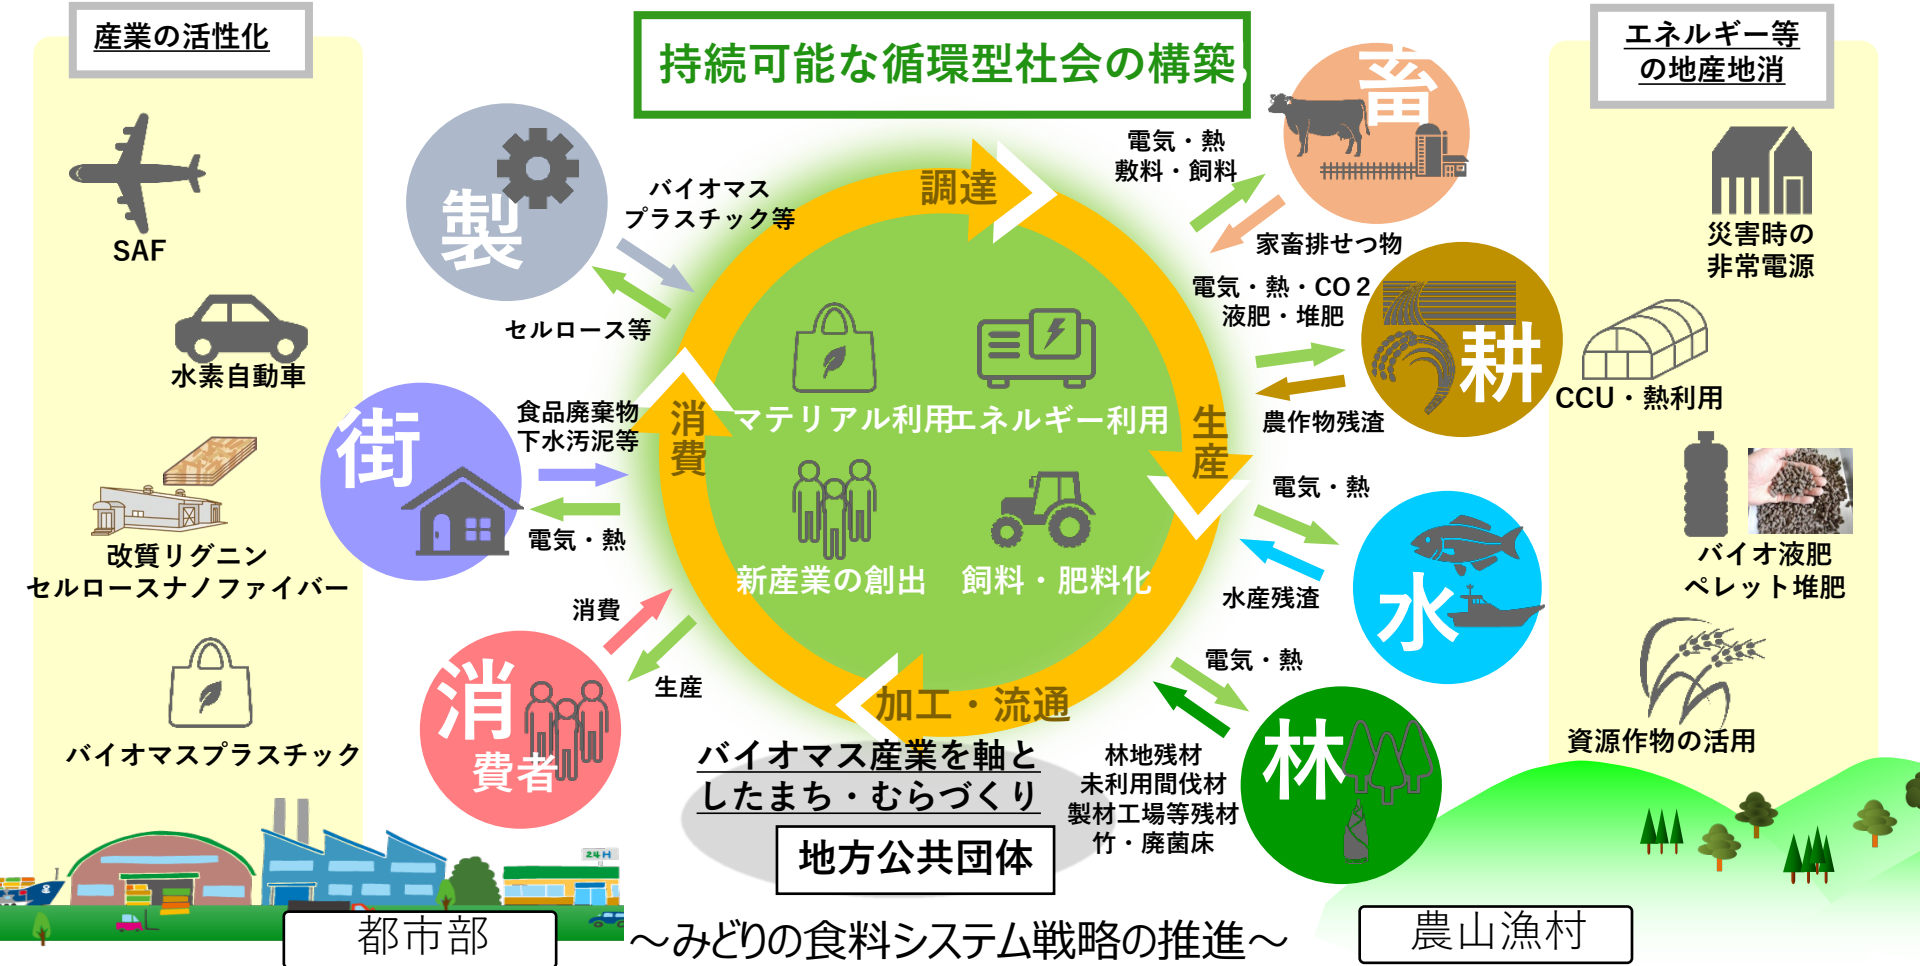 産業の活性化
SAF
水素自動車
改質リグニン
セルロースナノファイバー
バイオマスプラスチック
持続可能な循環型社会の構築
製
バイオマス
プラスチック等
セルロース等
街
食品廃棄物
下水汚泥等
電気・熱
消費
生産
消
費者
調達
生産
加工・流通
消費
マテリアル利用
エネルギー利用
新産業の創出
飼料・肥料化
電気・熱
敷料・飼料
畜
家畜排せつ物
電気・熱・CO2
液肥・堆肥
耕
農作物残渣
電気・熱
水
水産残渣
電気・熱
林
林地残材
未利用間伐材
製材工場等残材
竹・廃菌床
エネルギー等
の地産地消
災害時の
非常電源
CCU・熱利用
バイオ液肥
ペレット堆肥
資源作物の活用
バイオマス産業を軸と
したまち・むらづくり
地方公共団体
24H
都市部
～みどりの食料システム戦略の推進～
農山漁村